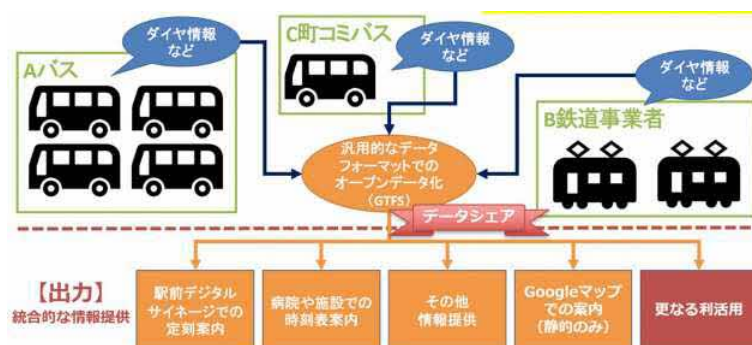 Aバス
ダイヤ情報
など
C町コミバス
ダイヤ情報
など
ダイヤ情報
など
B鉄道事業者
汎用的なデータ
フォーマットでの
オープンデータ化
(GTFS)
データシェア
【出力】
統合的な情報提供
駅前デジタル
サイネージでの
定刻案内
病院や施設での
時刻表案内
その他
情報提供
Googleマップ
での案内
(静的のみ)
更なる利活用